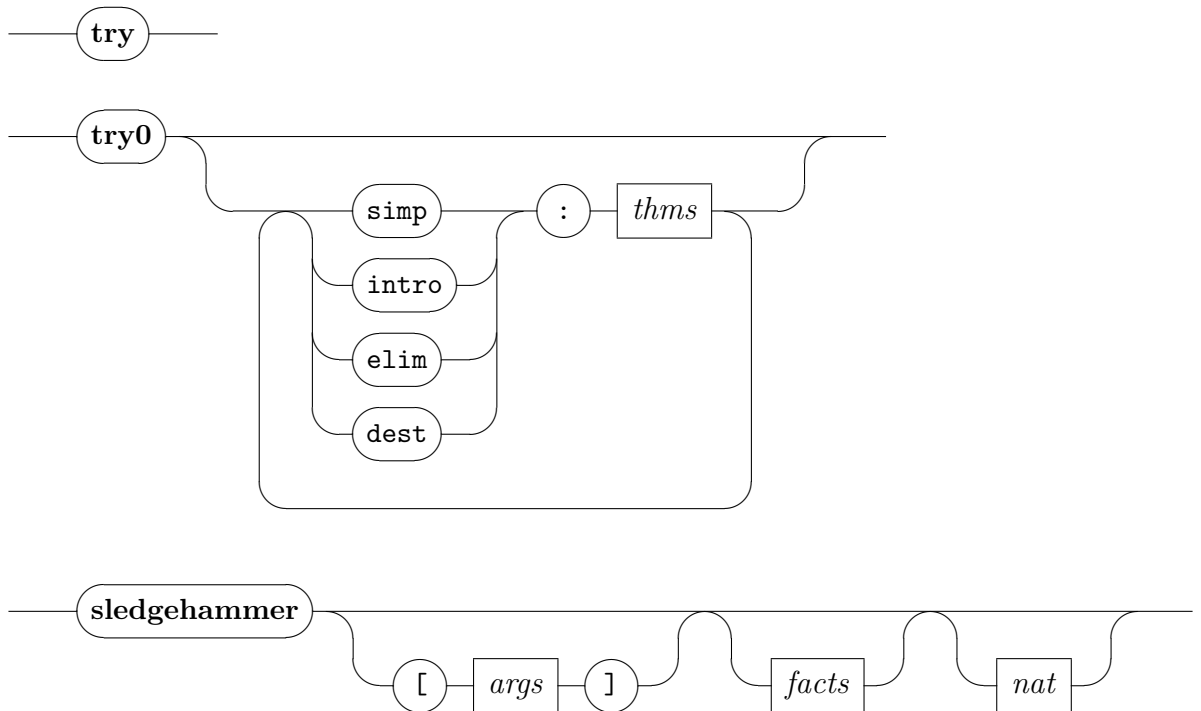 try
try0
simp : thms
intro
elim
dest
sledgehammer
[ args ] facts nat